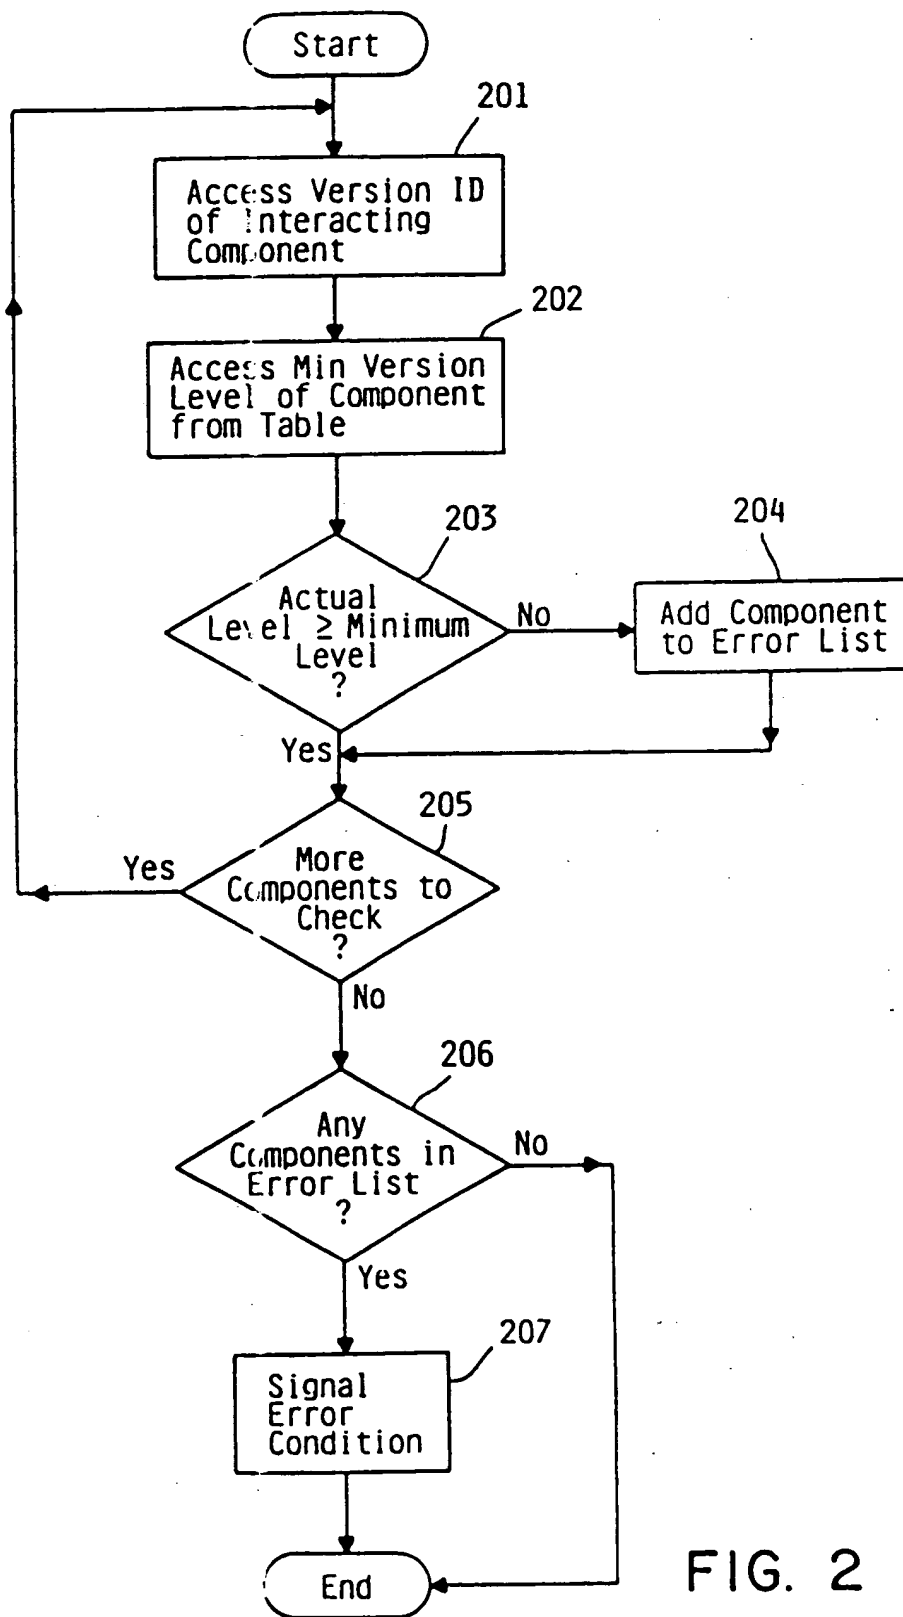 Start
201
Access Version ID
of Interacting
Component
202
Access Min Version
Level of Component
from Table
203
204
Actual
Level ≥ Minimum
Level
?
No
Add Component
to Error List
Yes
205
Yes
More
Components to
Check
?
No
206
Any
Components in
Error List
?
No
Yes
207
Signal
Error
Condition
End
FIG. 2